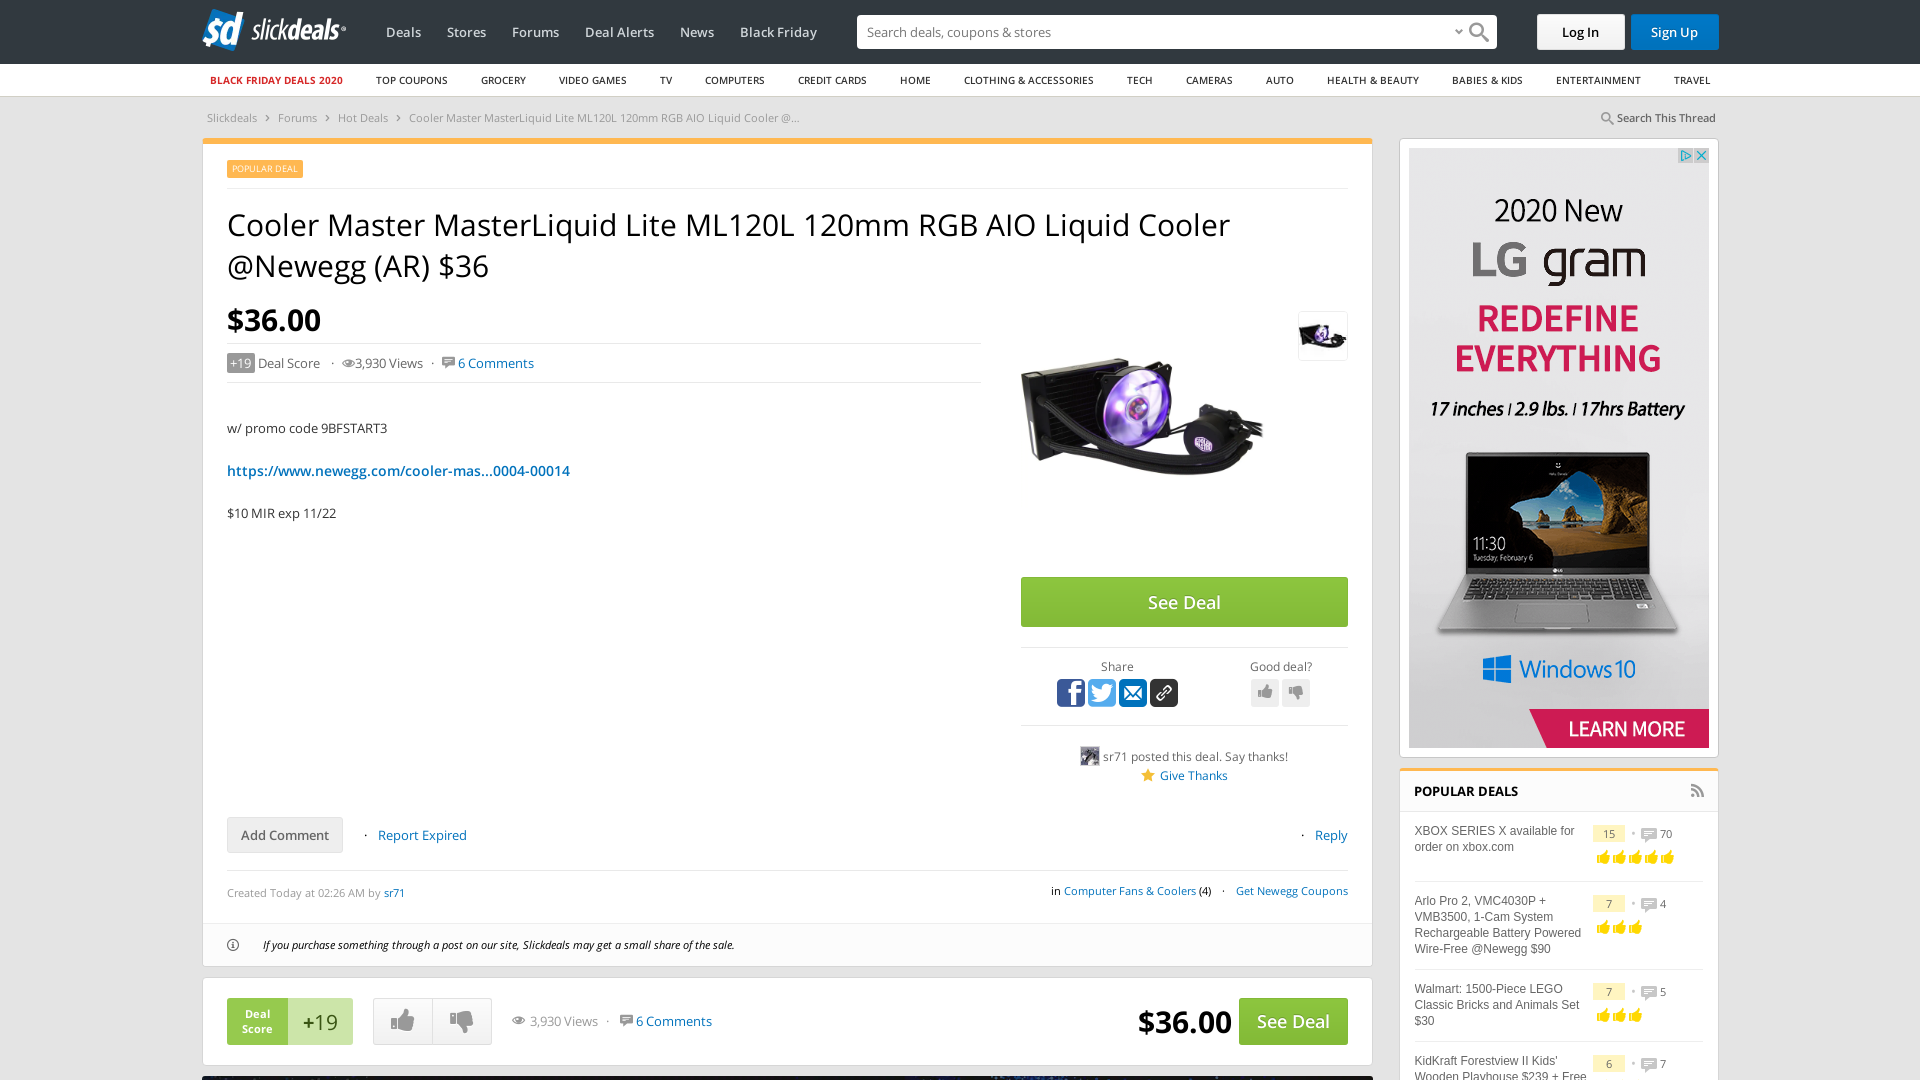 sd slickdeals
Deals Stores Forums Deal Alerts News Black Friday
Search deals, coupons & stores
Log In Sign Up
BLACK FRIDAY DEALS 2020 TOP COUPONS GROCERY VIDEO GAMES TV COMPUTERS CREDIT CARDS HOME CLOTHING & ACCESSORIES TECH CAMERAS AUTO HEALTH & BEAUTY BABIES & KIDS ENTERTAINMENT TRAVEL
Slickdeals › Forums › Hot Deals › Cooler Master MasterLiquid Lite ML120L 120mm RGB AIO Liquid Cooler @...
Search This Thread
POPULAR DEAL
Cooler Master MasterLiquid Lite ML120L 120mm RGB AIO Liquid Cooler
@Newegg (AR) $36
$36.00
+19 Deal Score · 3,930 Views · 6 Comments
w/ promo code 9BFSTART3
https://www.newegg.com/cooler-mas...0004-00014
$10 MIR exp 11/22
See Deal
Share
Good deal?
sr71 posted this deal. Say thanks!
Give Thanks
Add Comment · Report Expired
· Reply
Created Today at 02:26 AM by sr71
in Computer Fans & Coolers (4) · Get Newegg Coupons
If you purchase something through a post on our site, Slickdeals may get a small share of the sale.
Deal
Score
+19
3,930 Views · 6 Comments
$36.00
See Deal
2020 New
LG gram
REDEFINE
EVERYTHING
17 inches / 2.9 lbs. / 17hrs Battery
11:30
Tuesday, February 6
LG
Windows 10
LEARN MORE
POPULAR DEALS
XBOX SERIES X available for
order on xbox.com
15 • 70
Arlo Pro 2, VMC4030P +
VMB3500, 1-Cam System
Rechargeable Battery Powered
Wire-Free @Newegg $90
7 • 4
Walmart: 1500-Piece LEGO
Classic Bricks and Animals Set
$30
7 • 5
KidKraft Forestview II Kids'
Wooden Playhouse $239 + Free
6 • 7